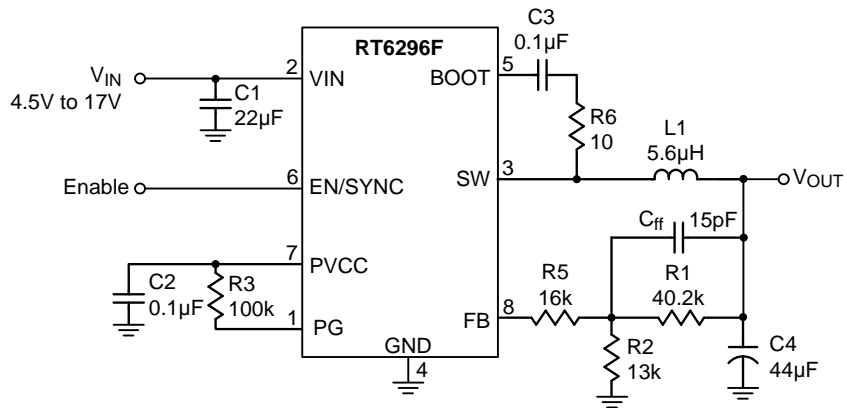 RT6296F
C3
0.1µF
VIN
4.5V to 17V
2
VIN
C1
22µF
BOOT
5
R6
10
L1
5.6µH
Enable
6
EN/SYNC
SW
3
VOUT
Cff
15pF
7
PVCC
C2
0.1µF
R3
100k
1
PG
R5
16k
R1
40.2k
FB
8
R2
13k
C4
44µF
GND
4